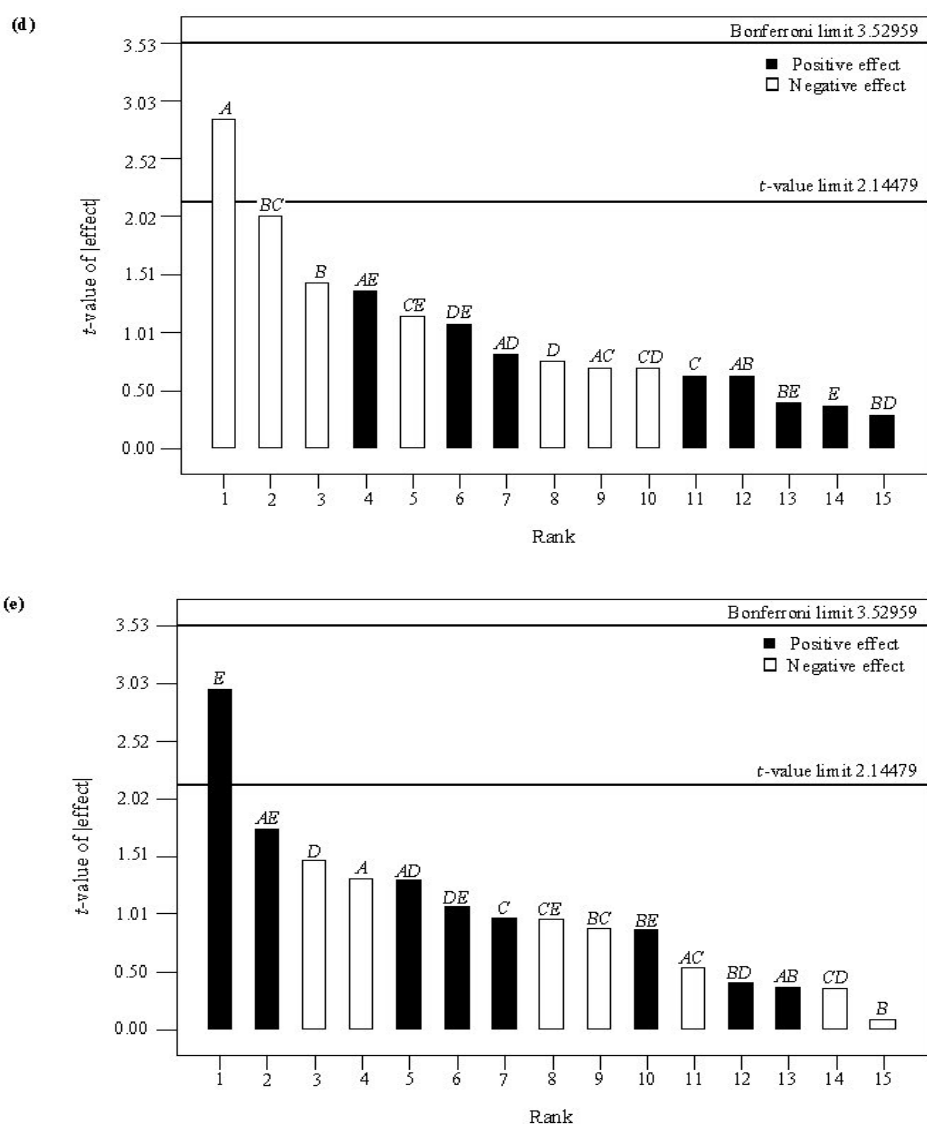 (d)
Bonferroni limit 3.52959
Positive effect
Negative effect
t-value limit 2.14479
t-value of |effect|
3.53
3.03
2.52
2.02
1.51
1.01
0.50
0.00
A
BC
B
AE
CE
DE
AD
D
AC
CD
C
AB
BE
E
BD
1 2 3 4 5 6 7 8 9 10 11 12 13 14 15
Rank
(e)
Bonferroni limit 3.52959
Positive effect
Negative effect
t-value limit 2.14479
t-value of |effect|
3.53
3.03
2.52
2.02
1.51
1.01
0.50
0.00
E
AE
D
A
AD
DE
C
CE
BC
BE
AC
BD
AB
CD
B
1 2 3 4 5 6 7 8 9 10 11 12 13 14 15
Rank